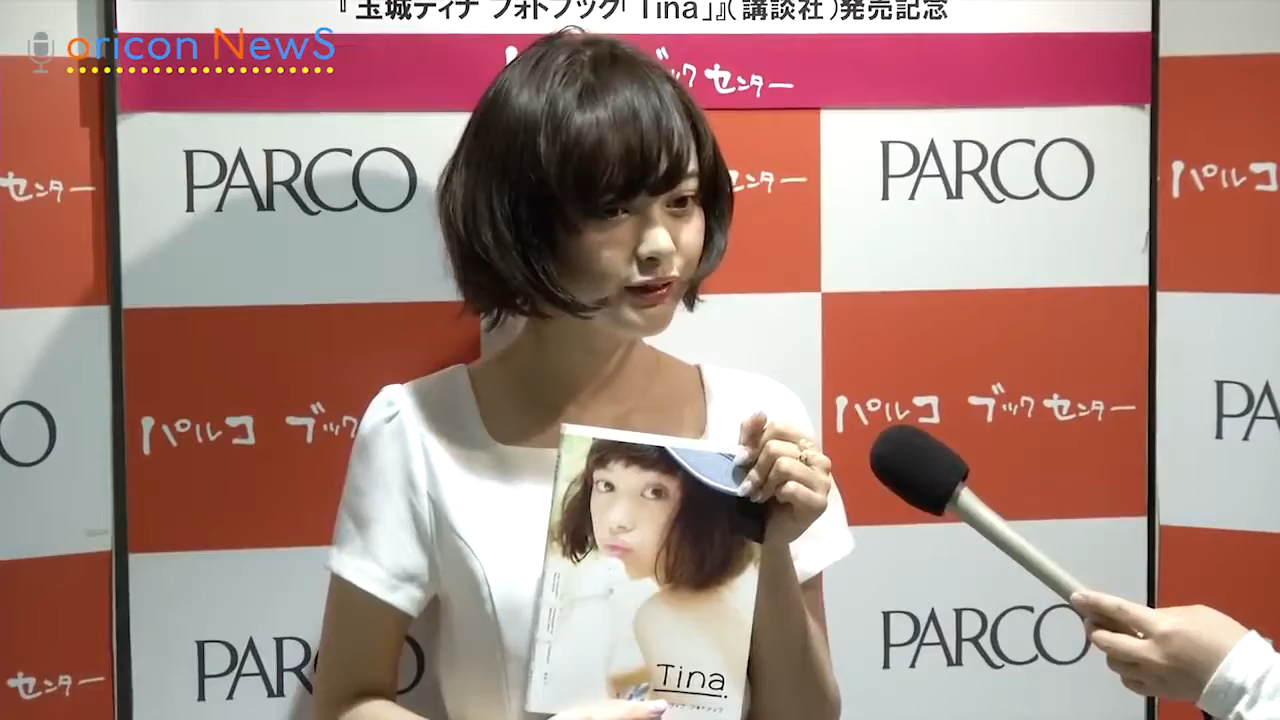 『玉城ティナ フォトブック「Tina」』(講談社)発売記念
oricon NewS
ブック センター
PARCO
PARCO
センター
センター
パルコ
パルコ ブック
パルコ ブック センター
PA
O
Tina.
PARCO
PARCO
センター